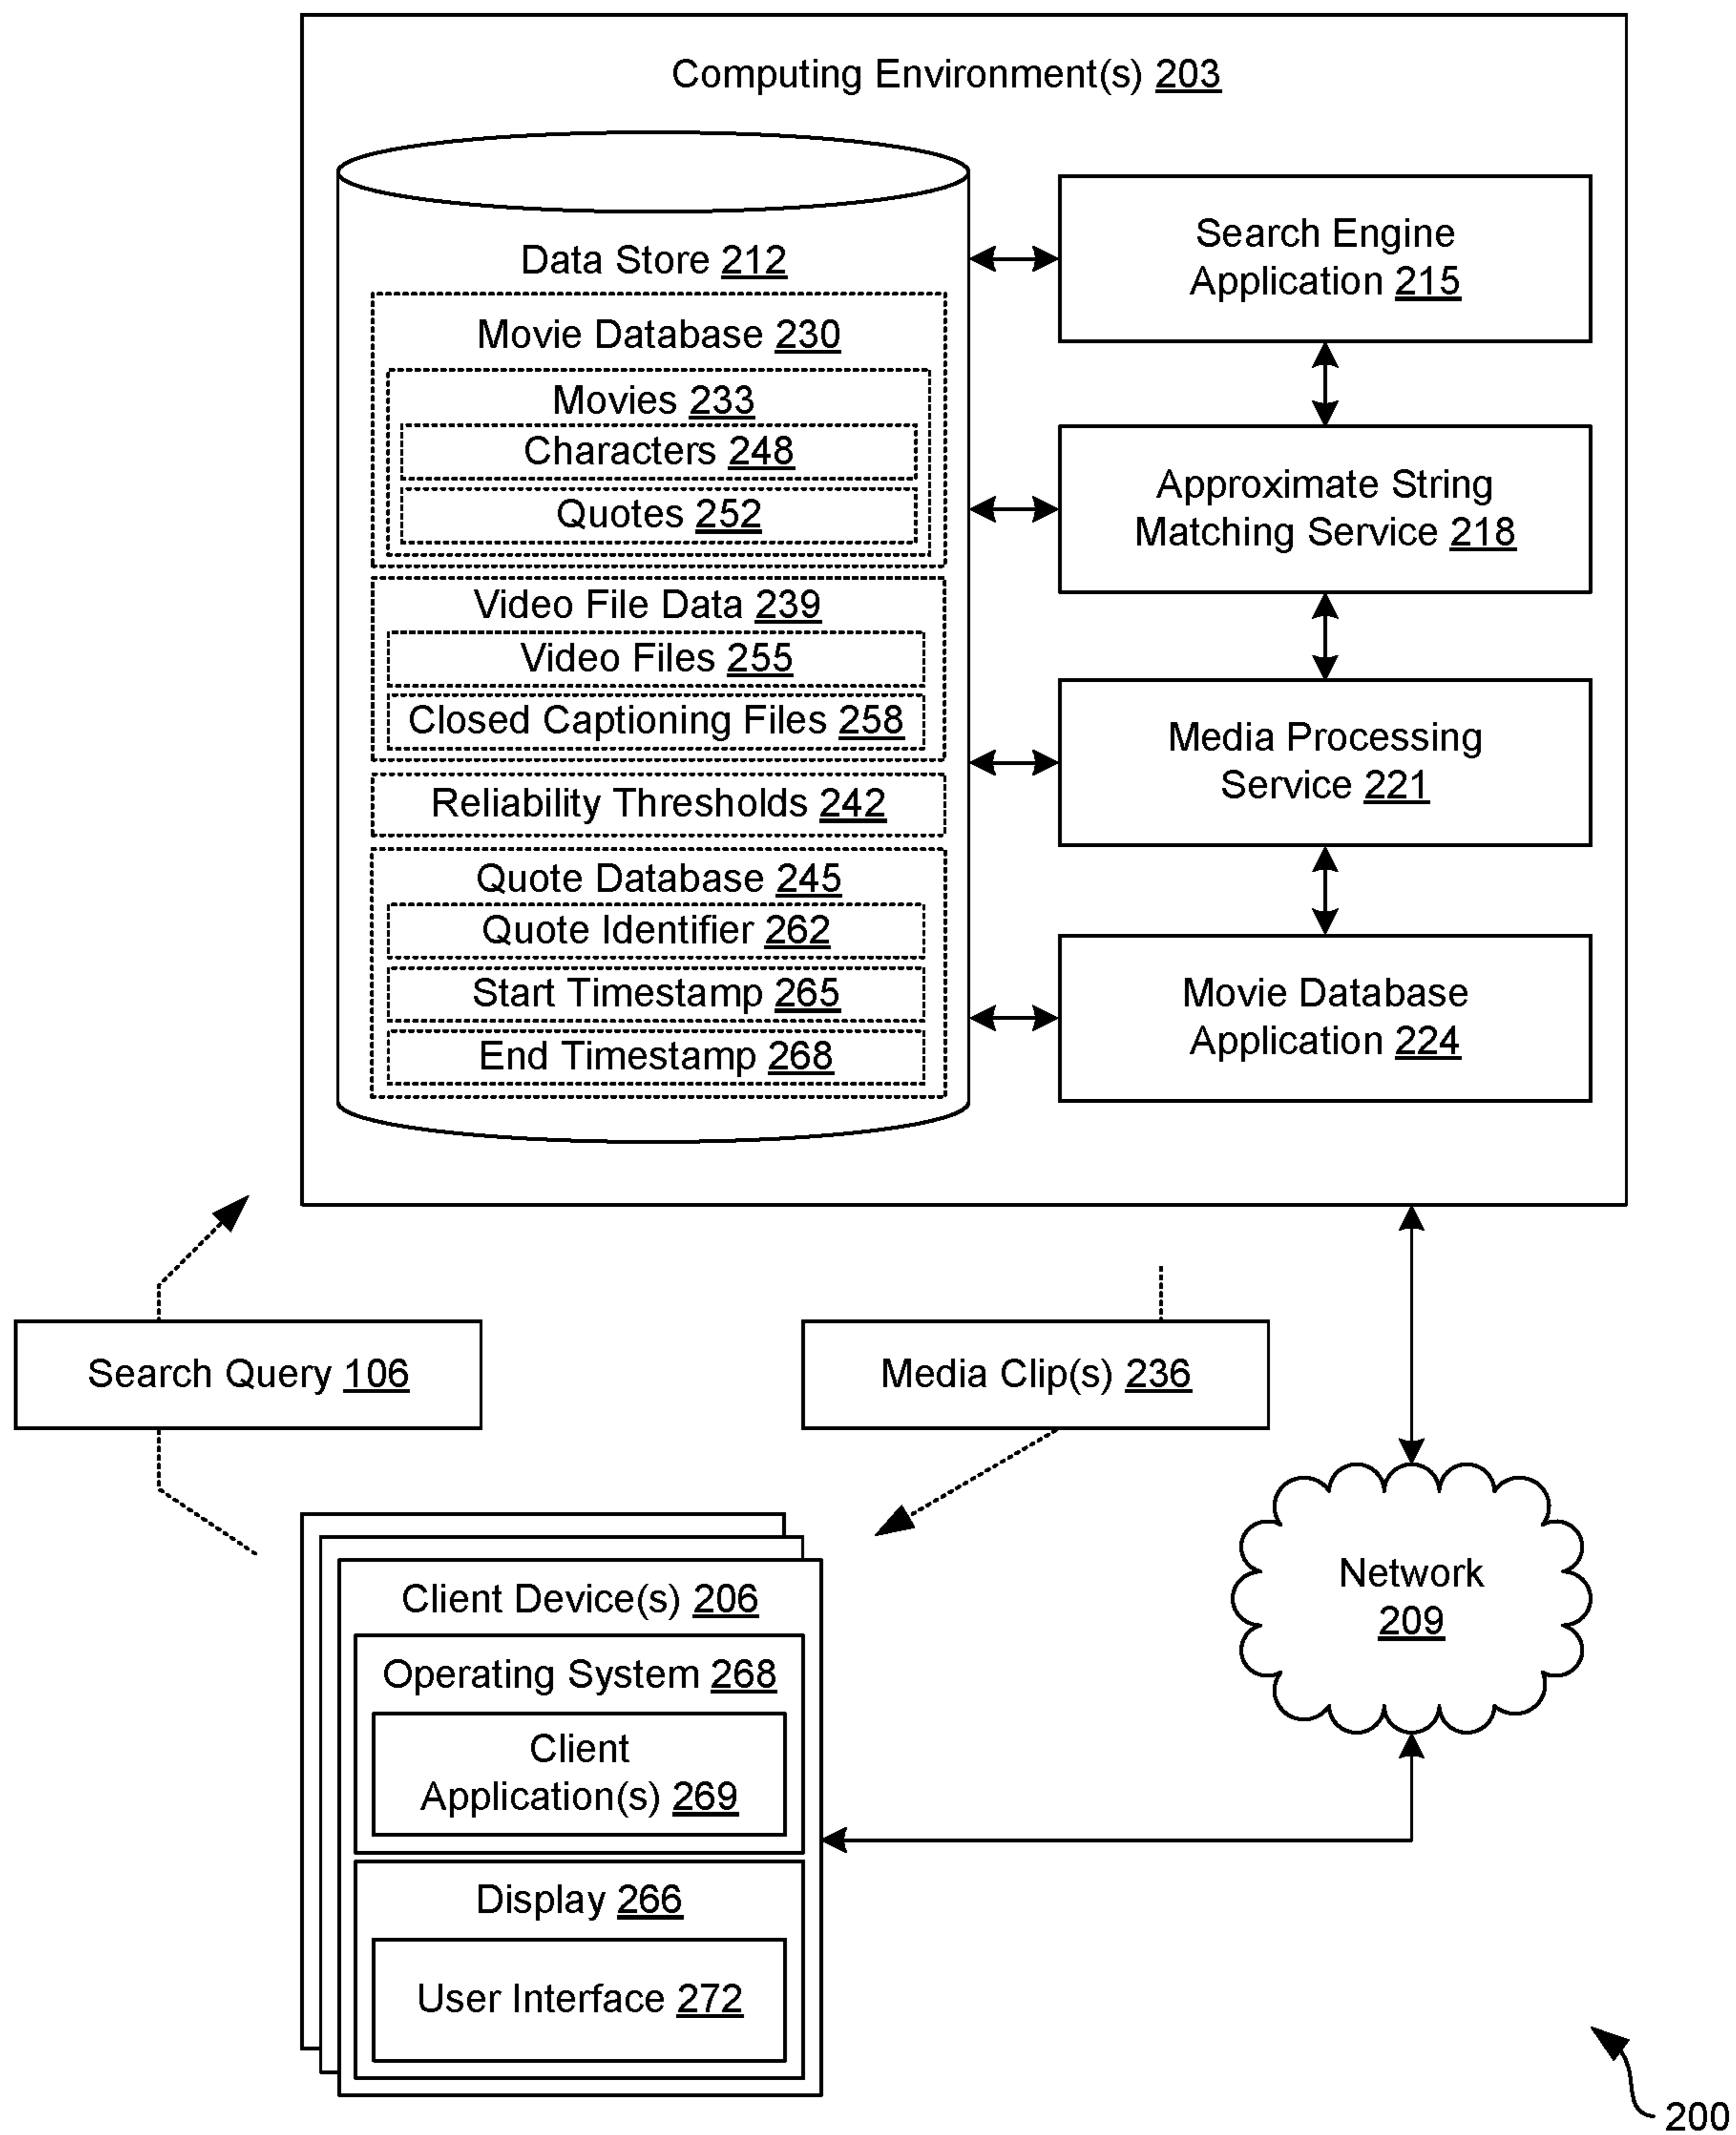 Computing Environment(s) 203
Data Store 212
Movie Database 230
Movies 233
Characters 248
Quotes 252
Video File Data 239
Video Files 255
Closed Captioning Files 258
Reliability Thresholds 242
Quote Database 245
Quote Identifier 262
Start Timestamp 265
End Timestamp 268
Search Engine
Application 215
Approximate String
Matching Service 218
Media Processing
Service 221
Movie Database
Application 224
Search Query 106
Media Clip(s) 236
Client Device(s) 206
Operating System 268
Client
Application(s) 269
Display 266
User Interface 272
Network
209
200